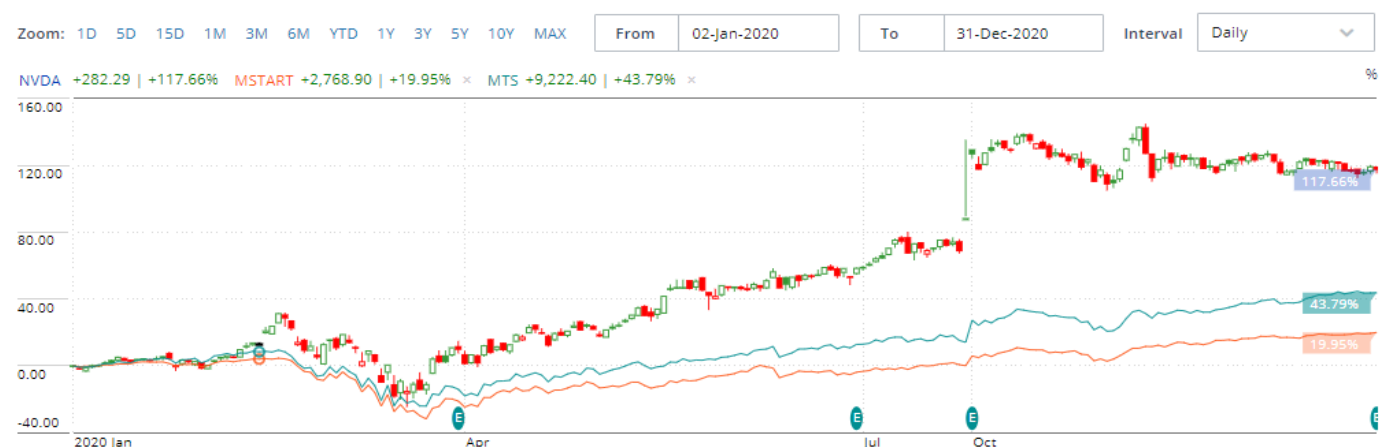 Zoom: 1D 5D 15D 1M 3M 6M YTD 1Y 3Y 5Y 10Y MAX From 02-Jan-2020 To 31-Dec-2020 Interval Daily
NVDA +282.29 | +117.66% MSTART +2,768.90 | +19.95% × MTS +9,222.40 | +43.79% ×
%
160.00
120.00
117.66%
80.00
40.00
43.79%
19.95%
0.00
-40.00
E E E E
2020 Jan Apr Jul Oct